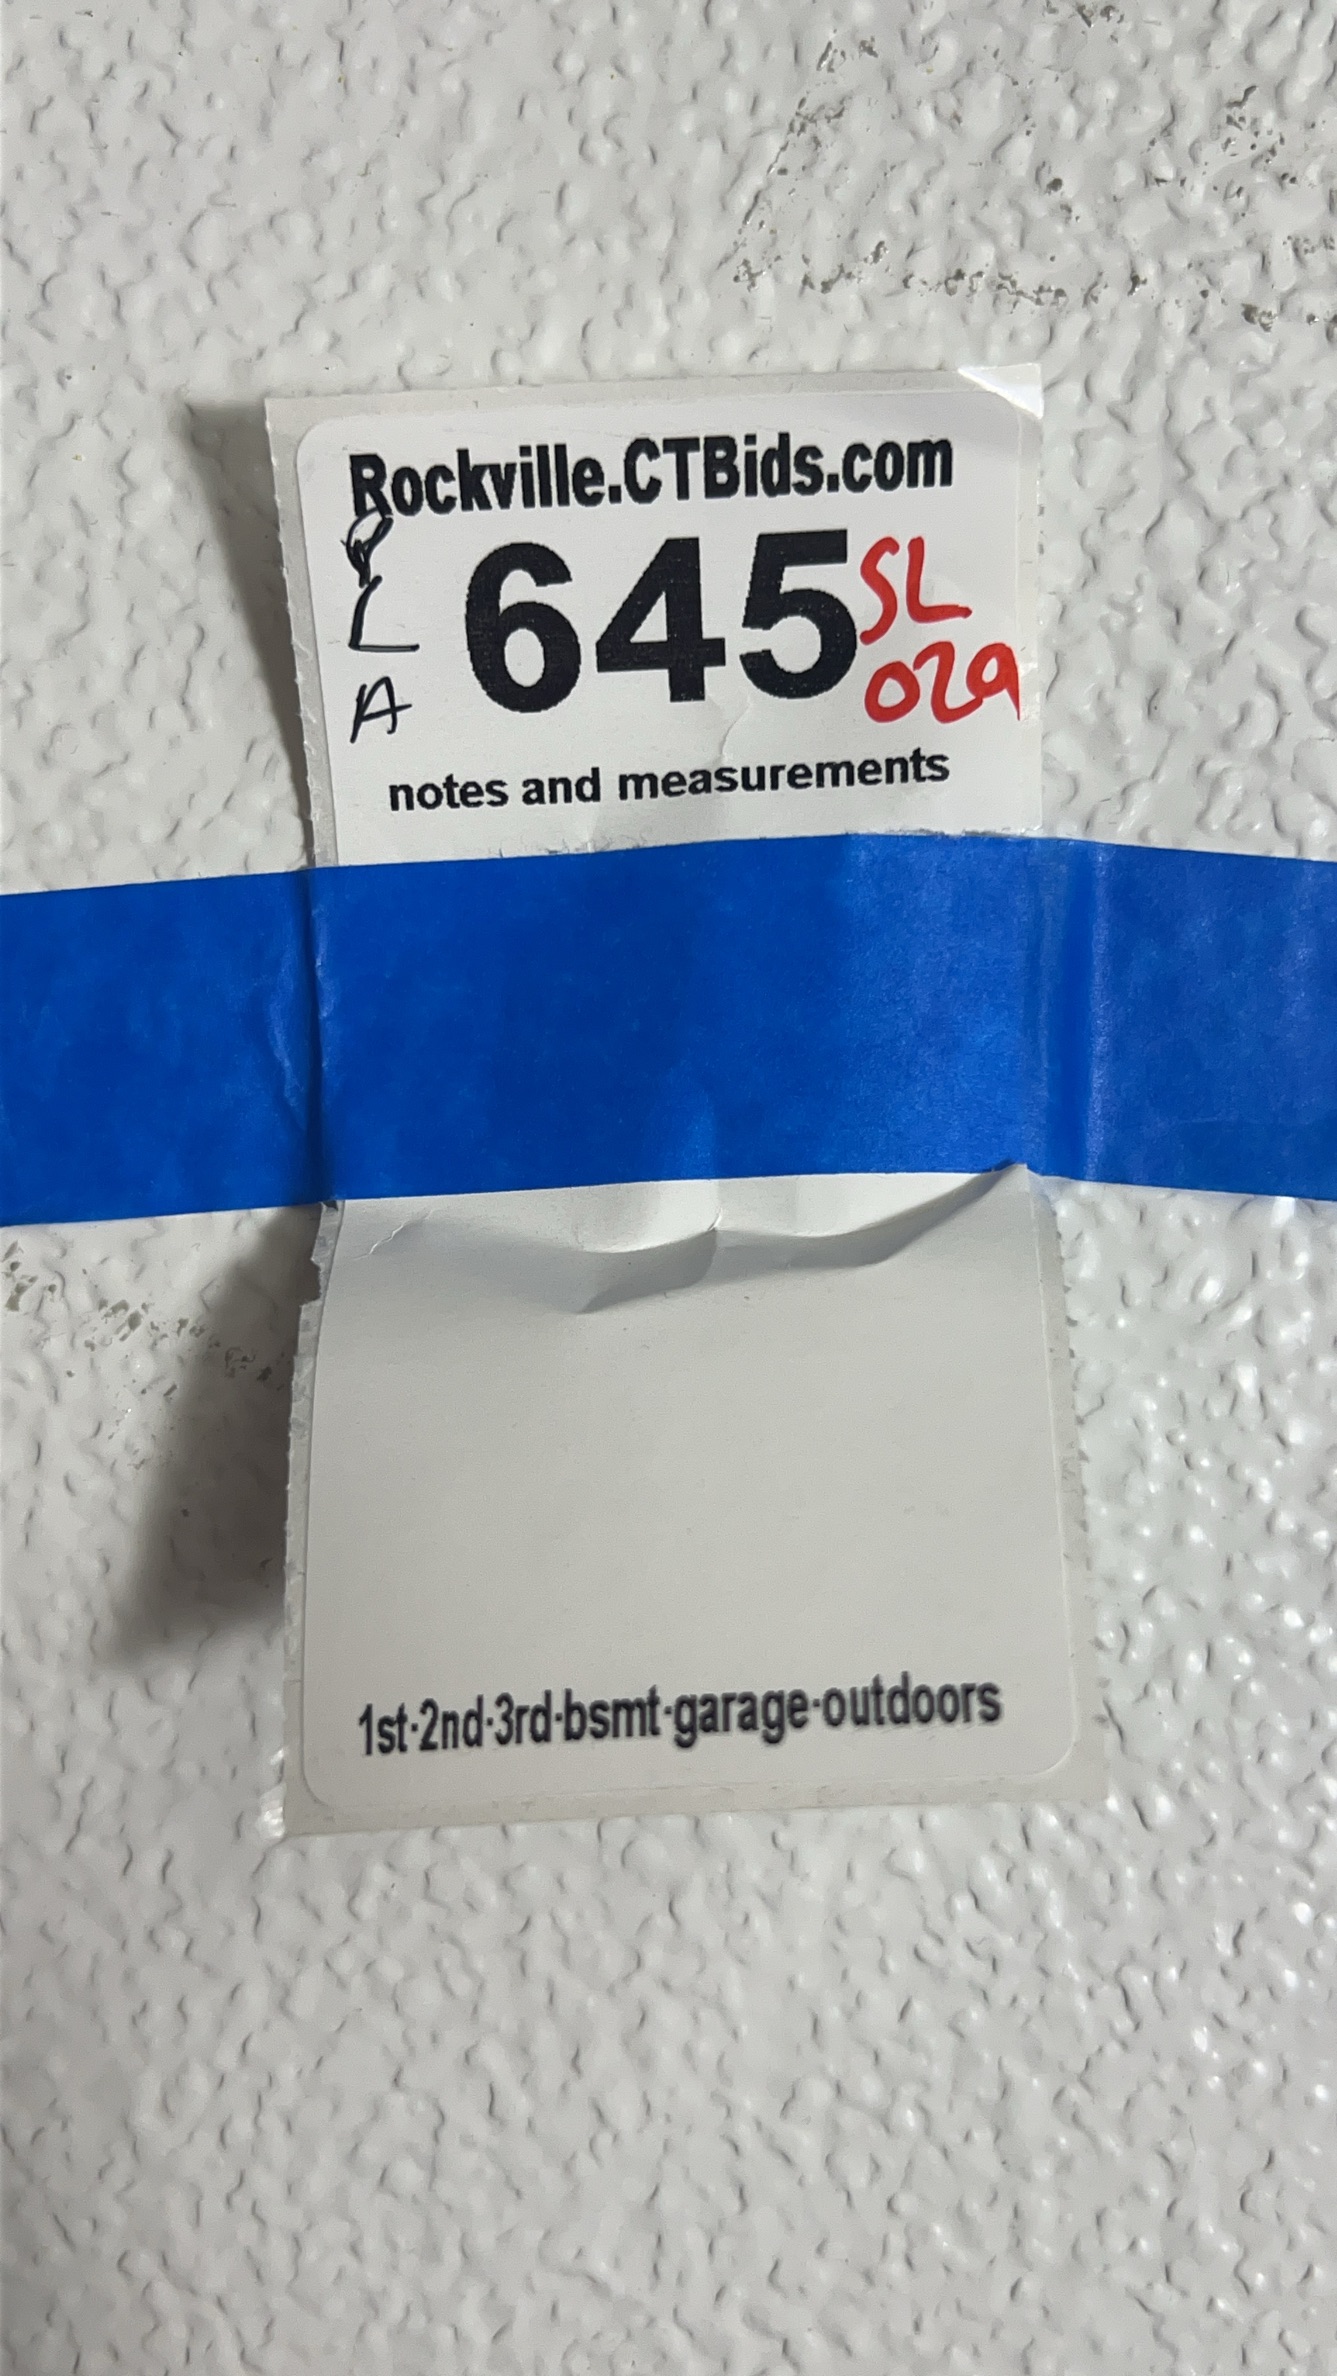 Rockville.CTBids.com
645
SL
029
L
A
notes and measurements
1st·2nd·3rd·bsmt·garage·outdoors